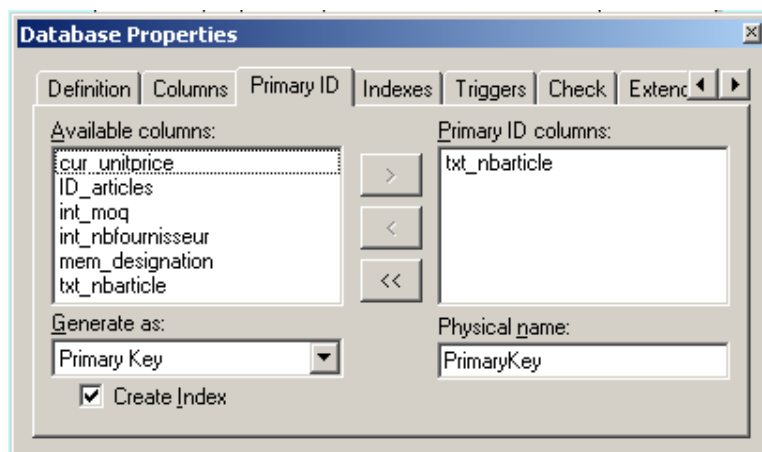 Database Properties
Definition Columns Primary ID Indexes Triggers Check Extend
Available columns:
cur_unitprice
ID_articles
int_moq
int_nbfournisseur
mem_designation
txt_nbarticle
>
<
<<
Primary ID columns:
txt_nbarticle
Generate as:
Primary Key
Create Index
Physical name:
PrimaryKey